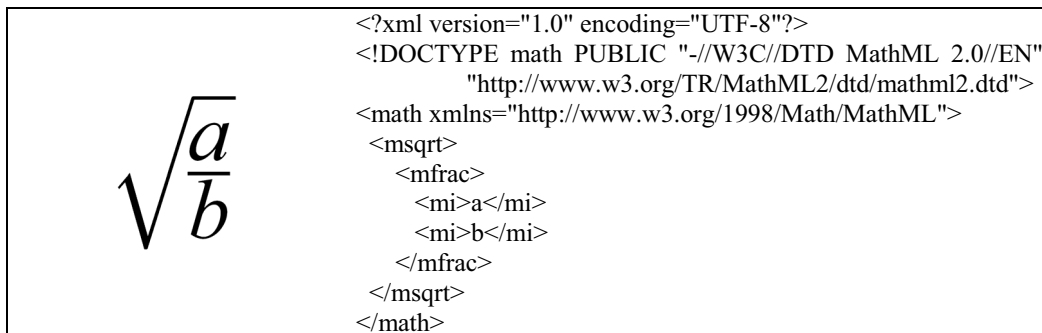 √a/b
<?xml version="1.0" encoding="UTF-8"?>
<!DOCTYPE math PUBLIC "-//W3C//DTD MathML 2.0//EN"
"http://www.w3.org/TR/MathML2/dtd/mathml2.dtd">
<math xmlns="http://www.w3.org/1998/Math/MathML">
<msqrt>
<mfrac>
<mi>a</mi>
<mi>b</mi>
</mfrac>
</msqrt>
</math>